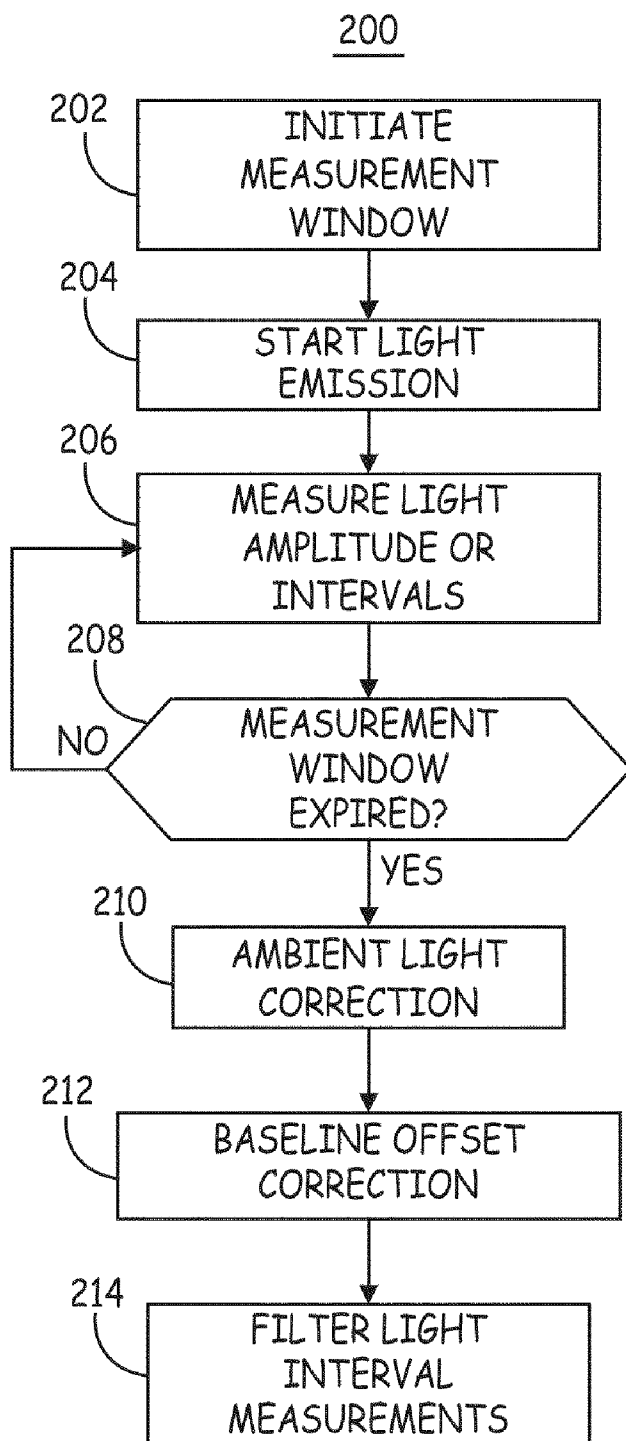 200
202
INITIATE
MEASUREMENT
WINDOW
204
START LIGHT
EMISSION
206
MEASURE LIGHT
AMPLITUDE OR
INTERVALS
208
NO
MEASUREMENT
WINDOW
EXPIRED?
YES
210
AMBIENT LIGHT
CORRECTION
212
BASELINE OFFSET
CORRECTION
214
FILTER LIGHT
INTERVAL
MEASUREMENTS